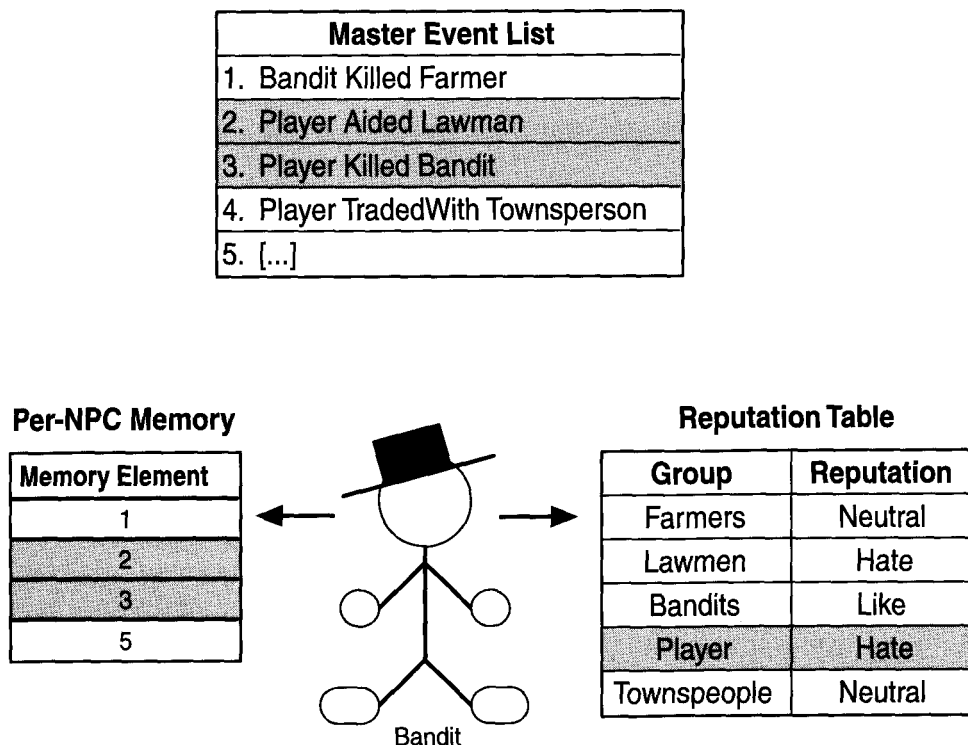 Master Event List
1. Bandit Killed Farmer
2. Player Aided Lawman
3. Player Killed Bandit
4. Player TradedWith Townsperson
5. [...]
Per-NPC Memory
Memory Element
1
2
3
5
Bandit
Reputation Table
Group Reputation
Farmers Neutral
Lawmen Hate
Bandits Like
Player Hate
Townspeople Neutral